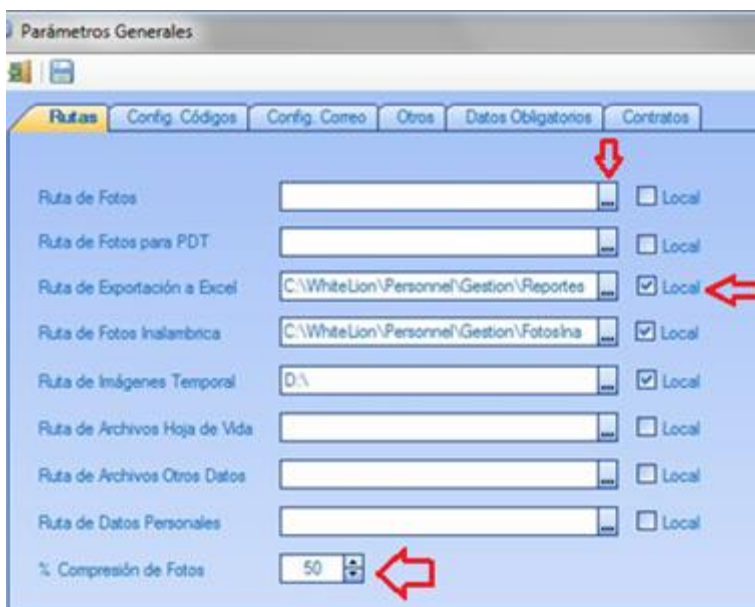 Parámetros Generales
Rutas Config. Códigos Config. Correo Otros Datos Obligatorios Contratos
Ruta de Fotos ... Local
Ruta de Fotos para PDT ... Local
Ruta de Exportación a Excel C:\WhiteLion\Personnel\Gestion\Reportes ... Local
Ruta de Fotos Inalambrica C:\WhiteLion\Personnel\Gestion\FotosIna ... Local
Ruta de Imágenes Temporal D:\ ... Local
Ruta de Archivos Hoja de Vida ... Local
Ruta de Archivos Otros Datos ... Local
Ruta de Datos Personales ... Local
% Compresión de Fotos 50